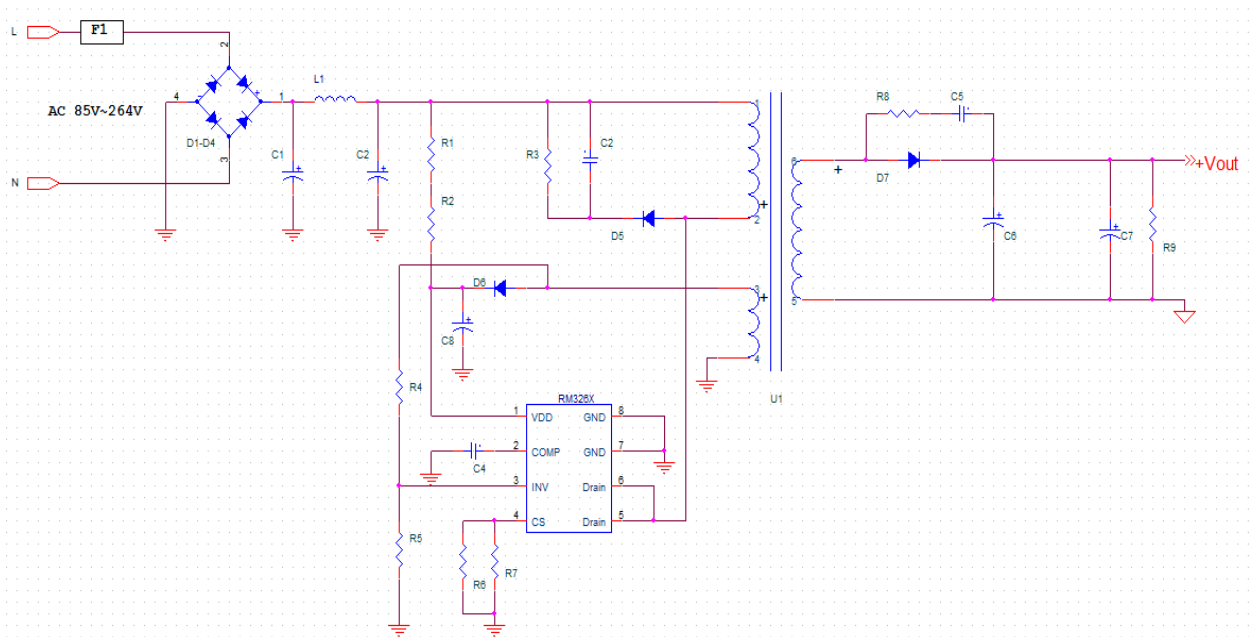 L
F1
2
4
1
AC 85V~264V
D1-D4
3
N
L1
C1
C2
R1
R2
R3
C2
D5
1
2
3
4
U1
6
5
R8
C5
D7
+Vout
C6
C7
R9
D6
C8
R4
RM326X
1
VDD
GND
8
2
COMP
GND
7
C4
3
INV
Drain
6
4
CS
Drain
5
R5
R6
R7